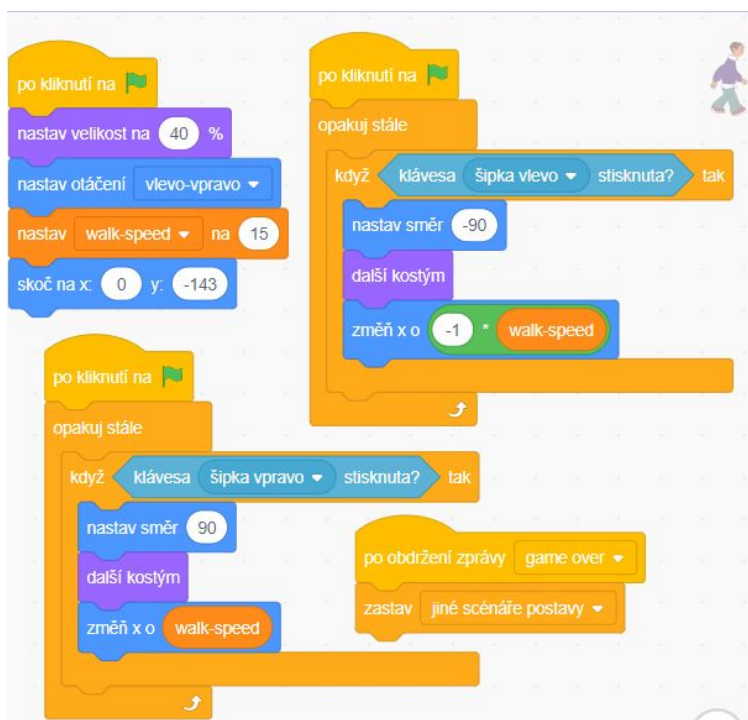 po kliknutí na
nastav velikost na 40 %
nastav otáčení vlevo-vpravo
nastav walk-speed na 15
skoč na x: 0 y: -143
po kliknutí na
opakuj stále
když klávesa šipka vlevo stisknuta? tak
nastav směr -90
další kostým
změň x o -1 * walk-speed
po kliknutí na
opakuj stále
když klávesa šipka vpravo stisknuta? tak
nastav směr 90
další kostým
změň x o walk-speed
po obdržení zprávy game over
zastav jiné scénáře postavy